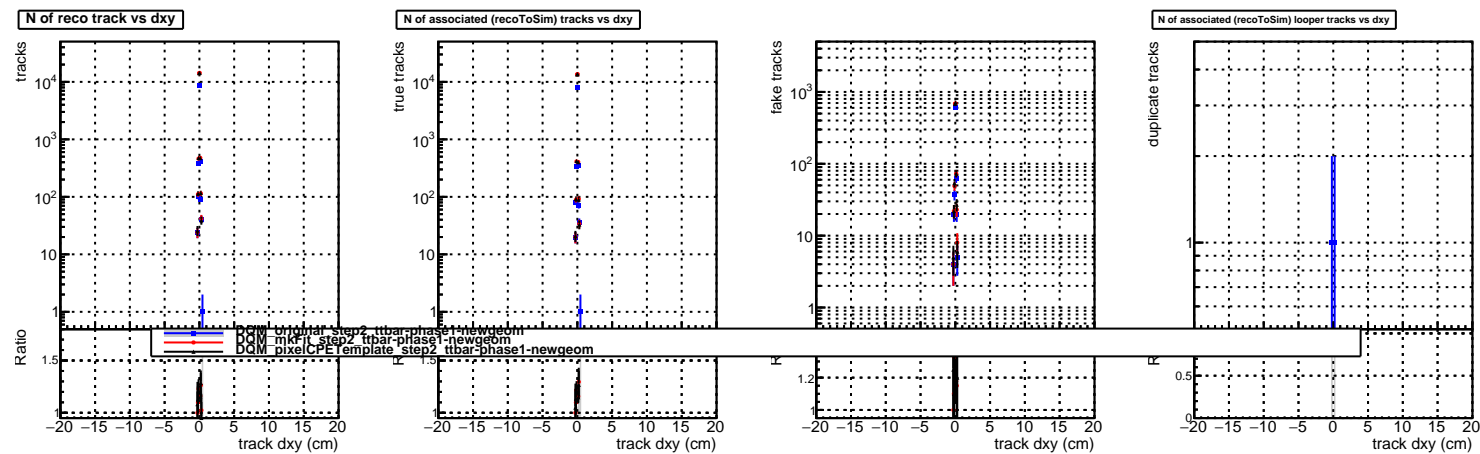 N of reco track vs dxy
tracks
10⁴
10³
10²
10
1
Ratio
1.5
1
−20 −15 −10 −5 0 5 10 15 20
track dxy (cm)
N of associated (recoToSim) tracks vs dxy
true tracks
10⁴
10³
10²
10
1
1.5
1
−20 −15 −10 −5 0 5 10 15 20
track dxy (cm)
fake tracks
10³
10²
10
1
1.2
1
−20 −15 −10 −5 0 5 10 15 20
track dxy (cm)
N of associated (recoToSim) looper tracks vs dxy
duplicate tracks
1
0.5
0
−20 −15 −10 −5 0 5 10 15 20
track dxy (cm)
DQM_original_step2_ttbar-phase1-newgeom
DQM_mkFit_step2_ttbar-phase1-newgeom
DQM_pixelCPETemplate_step2_ttbar-phase1-newgeom